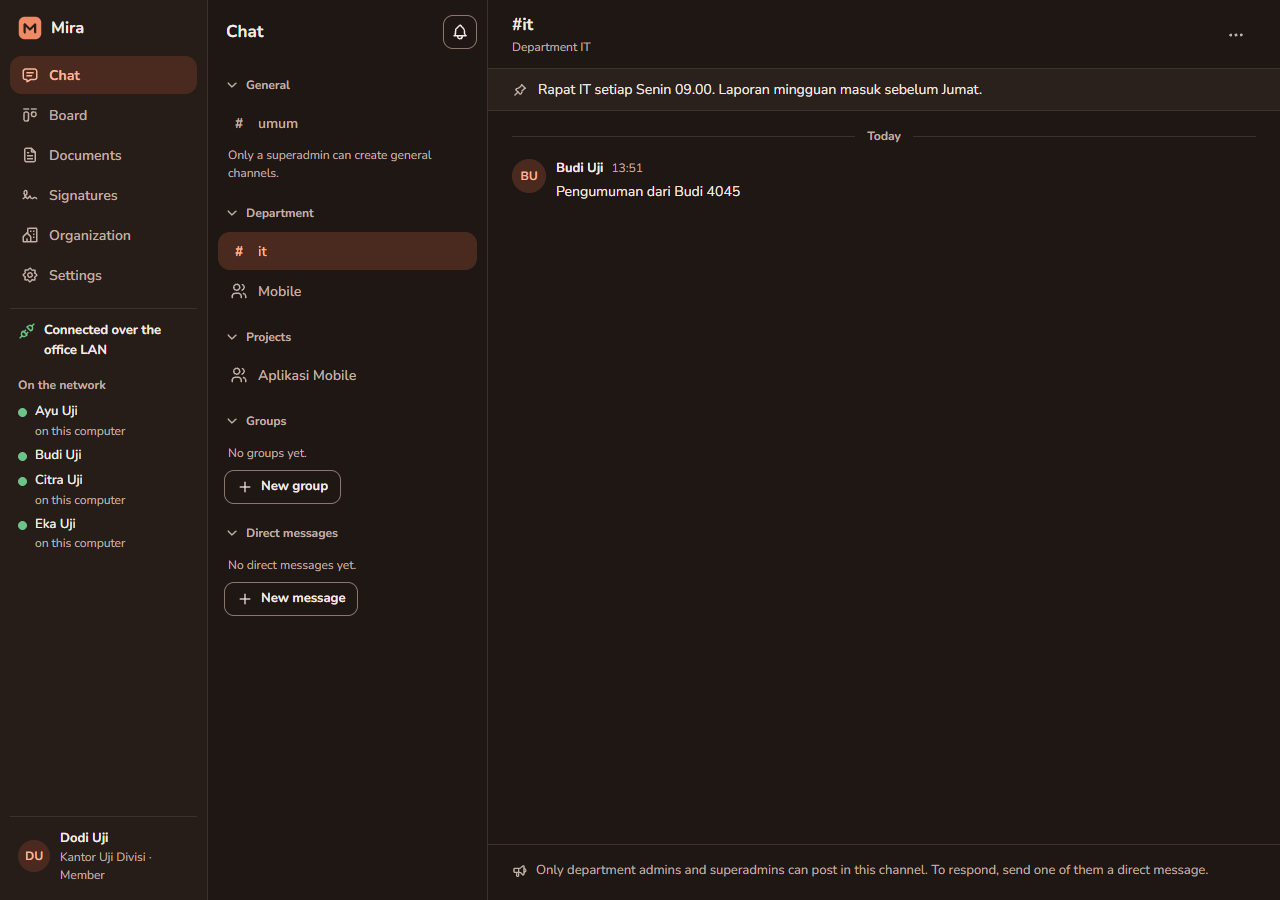 Mira
Chat
Board
Documents
Signatures
Organization
Settings
Connected over the
office LAN
On the network
Ayu Uji
on this computer
Budi Uji
Citra Uji
on this computer
Eka Uji
on this computer
DU
Dodi Uji
Kantor Uji Divisi ·
Member
Chat
General
# umum
Only a superadmin can create general
channels.
Department
# it
Mobile
Projects
Aplikasi Mobile
Groups
No groups yet.
+ New group
Direct messages
No direct messages yet.
+ New message
#it
Department IT
Rapat IT setiap Senin 09.00. Laporan mingguan masuk sebelum Jumat.
Today
BU
Budi Uji 13:51
Pengumuman dari Budi 4045
Only department admins and superadmins can post in this channel. To respond, send one of them a direct message.